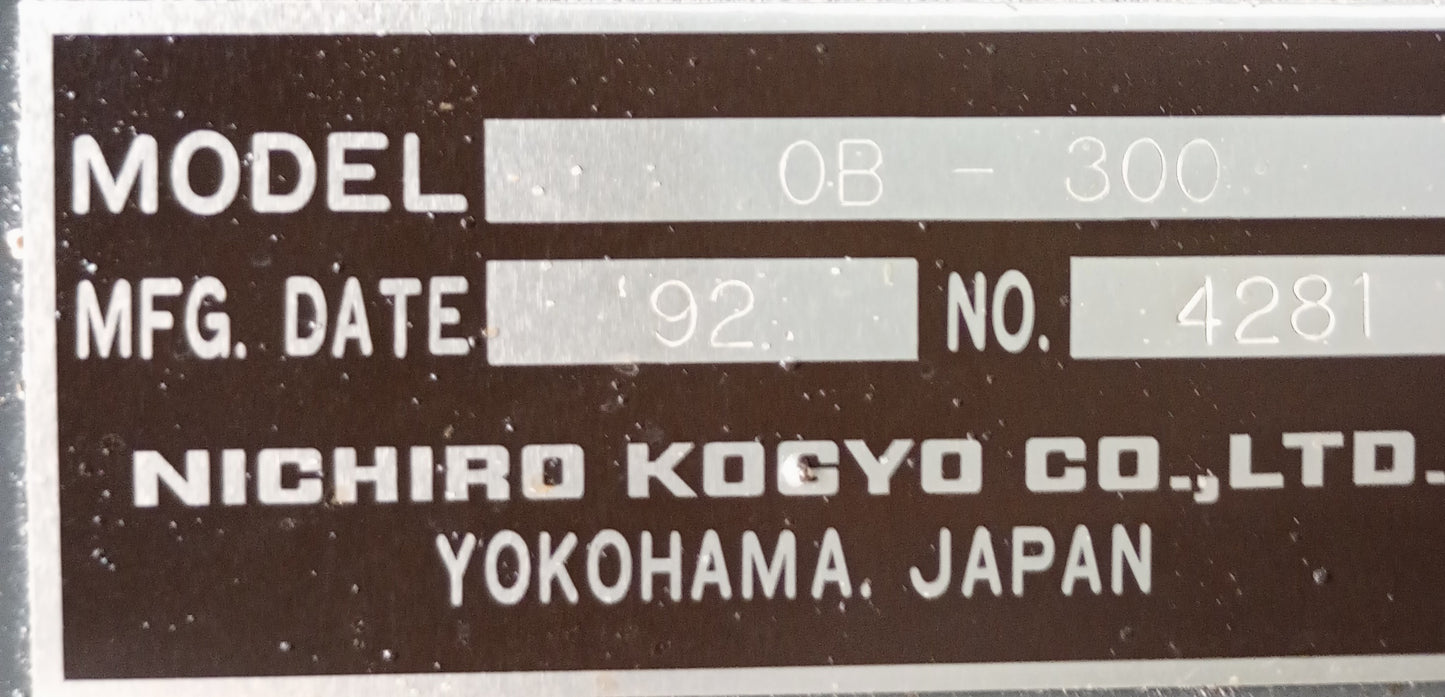 MODEL OB - 300
MFG. DATE '92. NO. 4281
NICHIRO KOGYO CO.,LTD.
YOKOHAMA. JAPAN